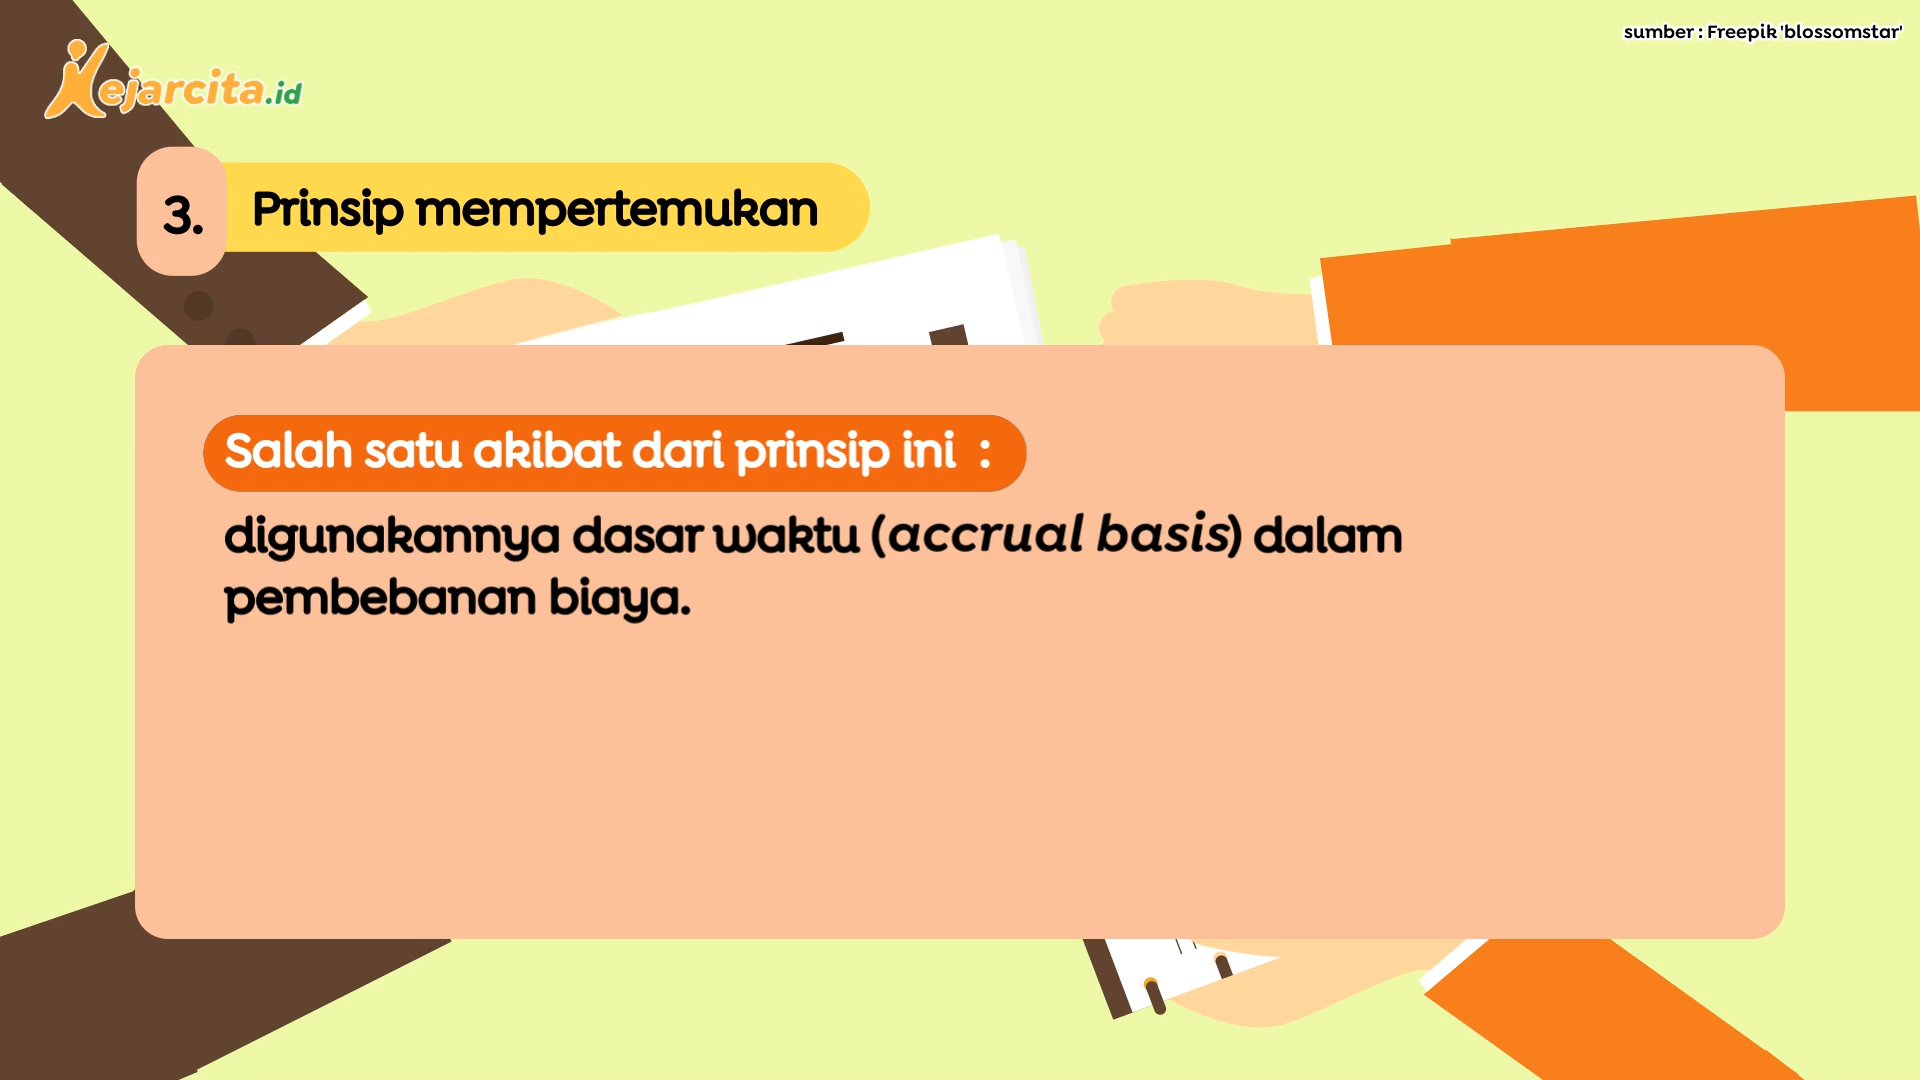 sumber : Freepik 'blossomstar'
Kejarcita.id
3. Prinsip mempertemukan
Salah satu akibat dari prinsip ini :
digunakannya dasar waktu (accrual basis) dalam
pembebanan biaya.